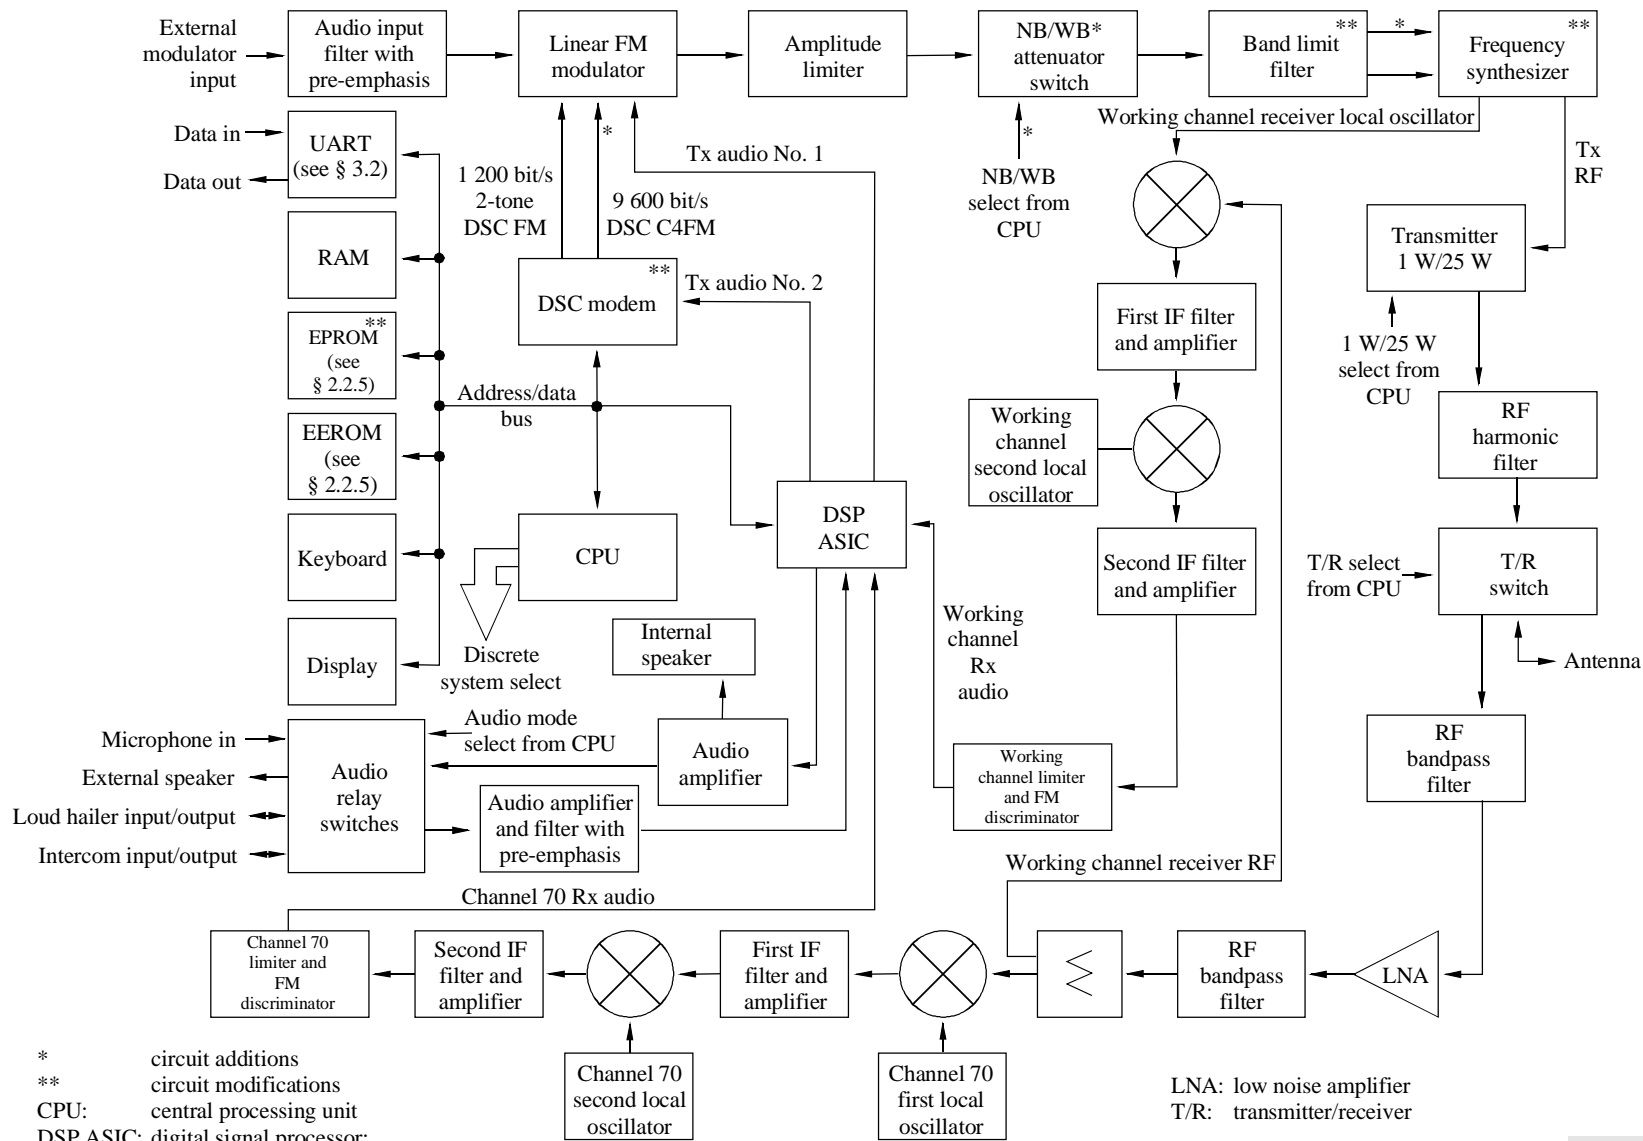 External
modulator
input
Audio input
filter with
pre-emphasis
Linear FM
modulator
Amplitude
limiter
NB/WB*
attenuator
switch
**
Band limit
filter
*
**
Frequency
synthesizer
Data in
Data out
UART
(see § 3.2)
1 200 bit/s
2-tone
DSC FM
*
9 600 bit/s
DSC C4FM
Tx audio No. 1
*
NB/WB
select from
CPU
Working channel receiver local oscillator
Tx
RF
RAM
**
DSC modem
Tx audio No. 2
Transmitter
1 W/25 W
1 W/25 W
select from
CPU
First IF filter
and amplifier
**
EPROM
(see
§ 2.2.5)
Address/data
bus
EEROM
(see
§ 2.2.5)
Working
channel
second local
oscillator
RF
harmonic
filter
Keyboard
CPU
DSP
ASIC
Second IF filter
and amplifier
T/R select
from CPU
T/R
switch
Antenna
Display
Discrete
system select
Internal
speaker
Working
channel
Rx
audio
Microphone in
External speaker
Loud hailer input/output
Intercom input/output
Audio
relay
switches
Audio mode
select from CPU
Audio
amplifier
Audio amplifier
and filter with
pre-emphasis
Working
channel limiter
and FM
discriminator
RF
bandpass
filter
Working channel receiver RF
Channel 70 Rx audio
Channel 70
limiter and
FM
discriminator
Second IF
filter and
amplifier
First IF
filter and
amplifier
RF
bandpass
filter
LNA
Channel 70
second local
oscillator
Channel 70
first local
oscillator
* circuit additions
** circuit modifications
CPU: central processing unit
DSP ASIC: digital signal processor;
LNA: low noise amplifier
T/R: transmitter/receiver